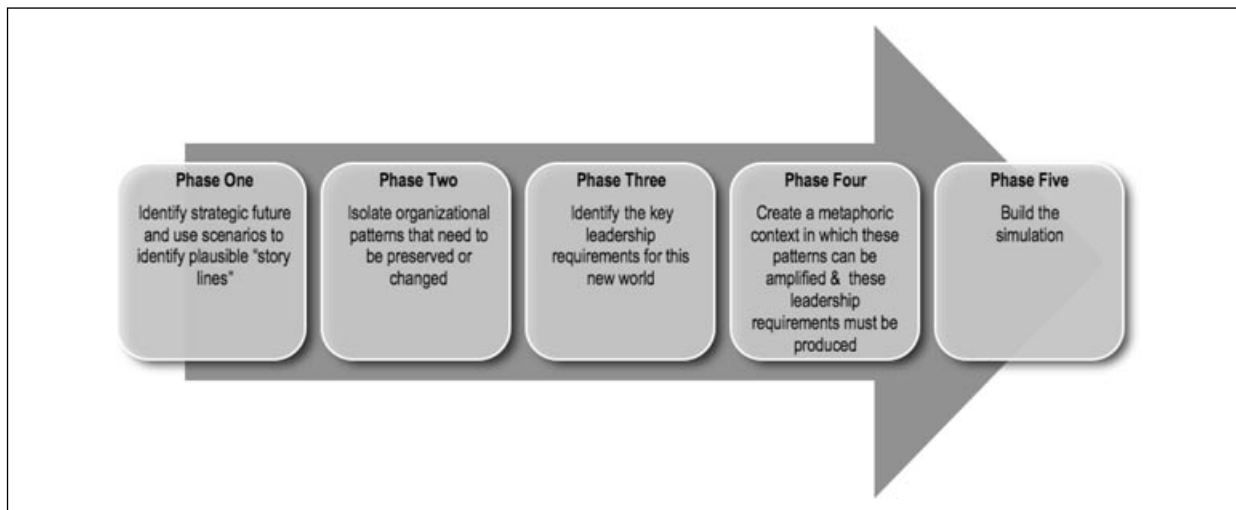 Phase One
Identify strategic future
and use scenarios to
identify plausible "story
lines"
Phase Two
Isolate organizational
patterns that need to
be preserved or
changed
Phase Three
Identify the key
leadership
requirements for this
new world
Phase Four
Create a metaphoric
context in which these
patterns can be
amplified & these
leadership
requirements must be
produced
Phase Five
Build the
simulation